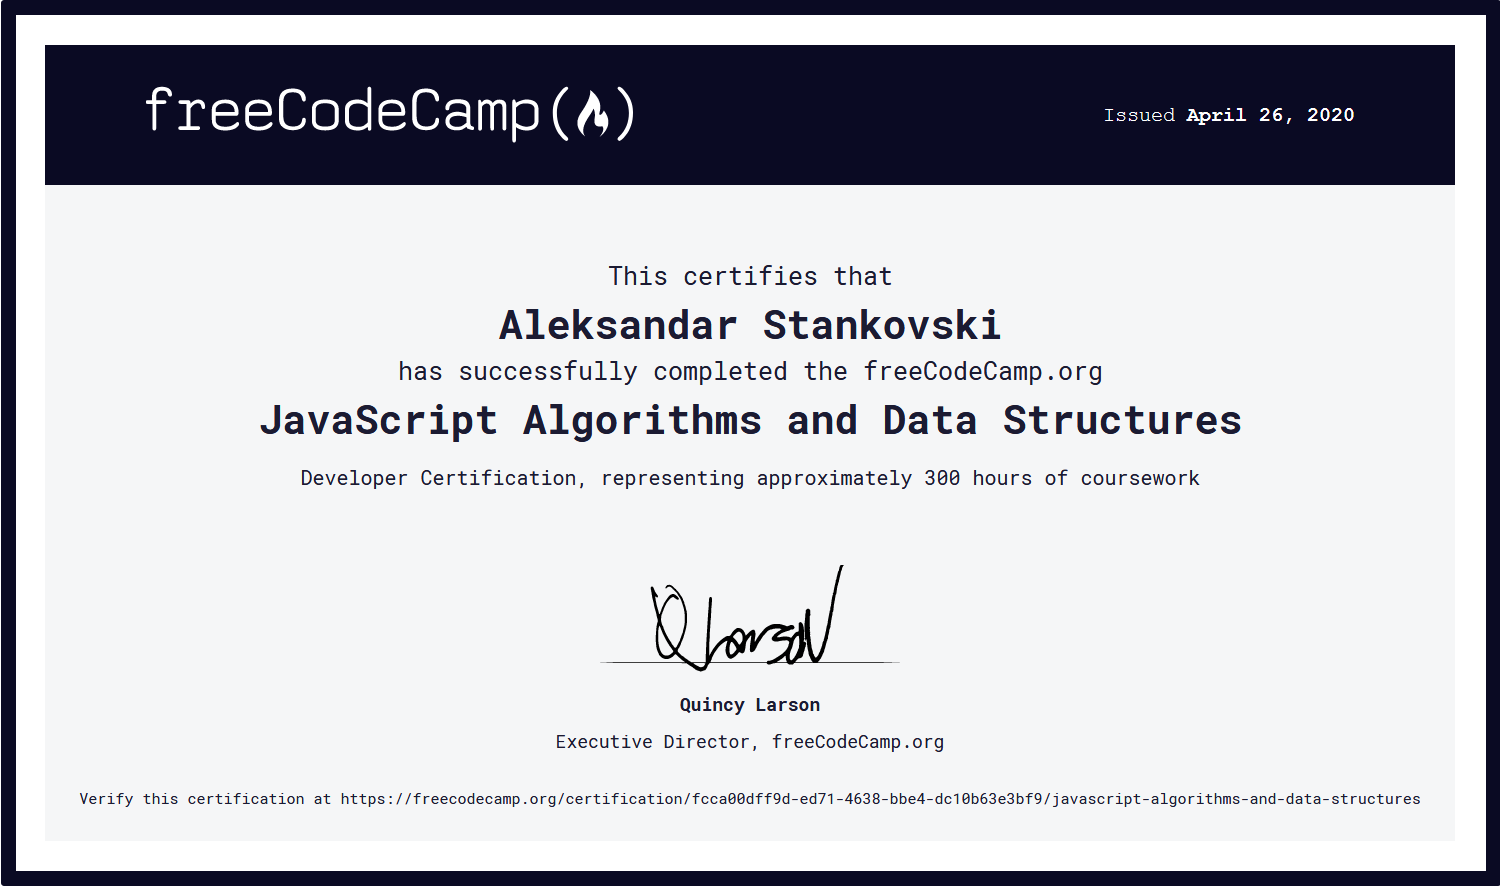 freeCodeCamp(🔥)
Issued April 26, 2020
This certifies that
Aleksandar Stankovski
has successfully completed the freeCodeCamp.org
JavaScript Algorithms and Data Structures
Developer Certification, representing approximately 300 hours of coursework
Q Larson
Quincy Larson
Executive Director, freeCodeCamp.org
Verify this certification at https://freecodecamp.org/certification/fcca00dff9d-ed71-4638-bbe4-dc10b63e3bf9/javascript-algorithms-and-data-structures